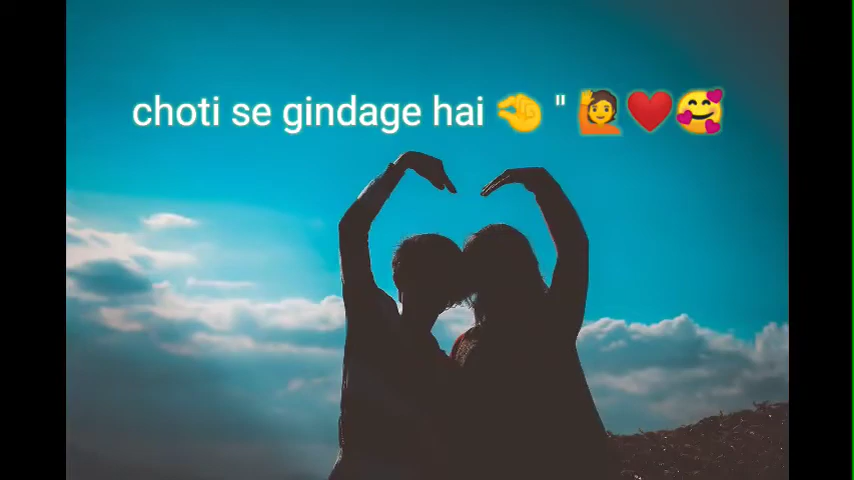 choti se gindage hai 🤏 " 🙋❤️🥰